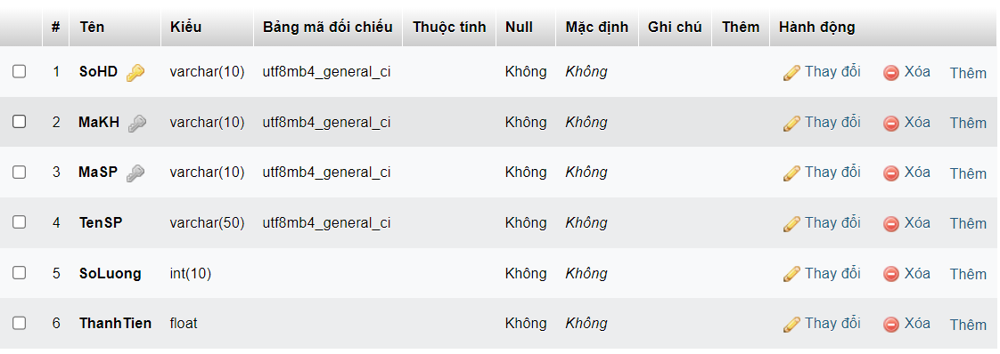 # Tên Kiểu Bảng mã đối chiếu Thuộc tính Null Mặc định Ghi chú Thêm Hành động
1 SoHD varchar(10) utf8mb4_general_ci Không Không Thay đổi Xóa Thêm
2 MaKH varchar(10) utf8mb4_general_ci Không Không Thay đổi Xóa Thêm
3 MaSP varchar(10) utf8mb4_general_ci Không Không Thay đổi Xóa Thêm
4 TenSP varchar(50) utf8mb4_general_ci Không Không Thay đổi Xóa Thêm
5 SoLuong int(10) Không Không Thay đổi Xóa Thêm
6 ThanhTien float Không Không Thay đổi Xóa Thêm